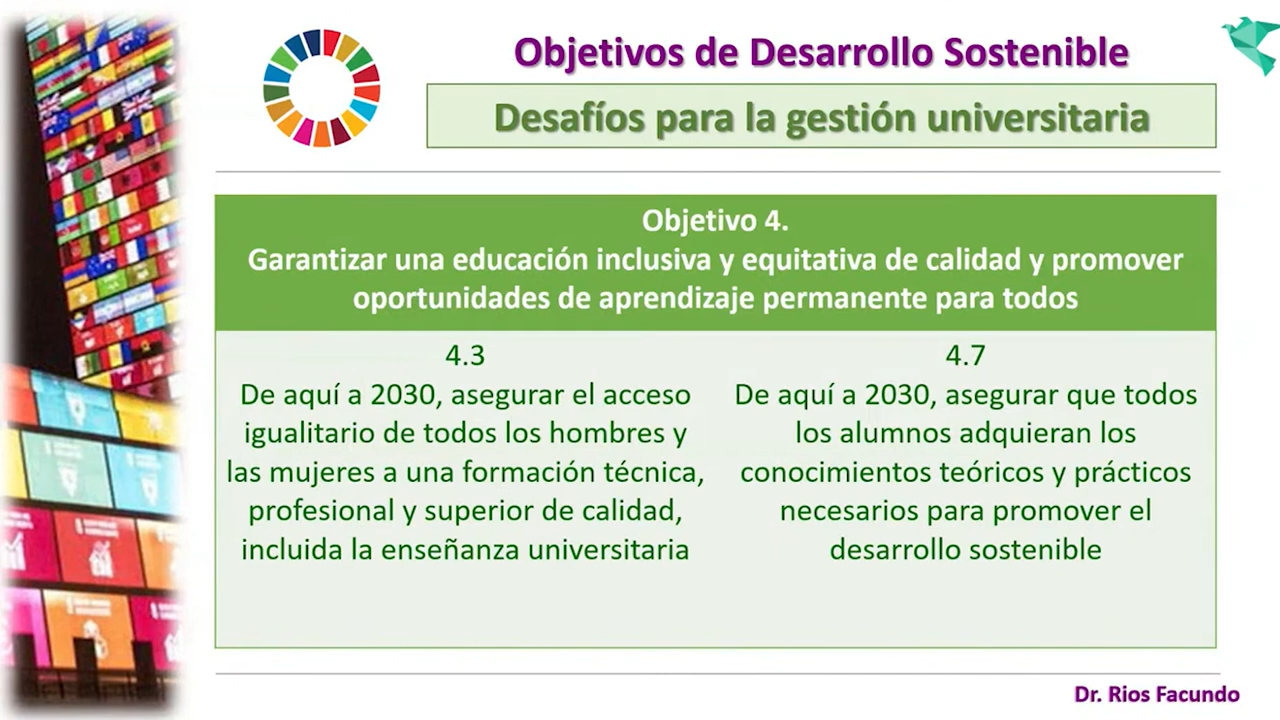 Objetivos de Desarrollo Sostenible
Desafíos para la gestión universitaria
Objetivo 4.
Garantizar una educación inclusiva y equitativa de calidad y promover
oportunidades de aprendizaje permanente para todos
4.3
De aquí a 2030, asegurar el acceso
igualitario de todos los hombres y
las mujeres a una formación técnica,
profesional y superior de calidad,
incluida la enseñanza universitaria
4.7
De aquí a 2030, asegurar que todos
los alumnos adquieran los
conocimientos teóricos y prácticos
necesarios para promover el
desarrollo sostenible
Dr. Rios Facundo